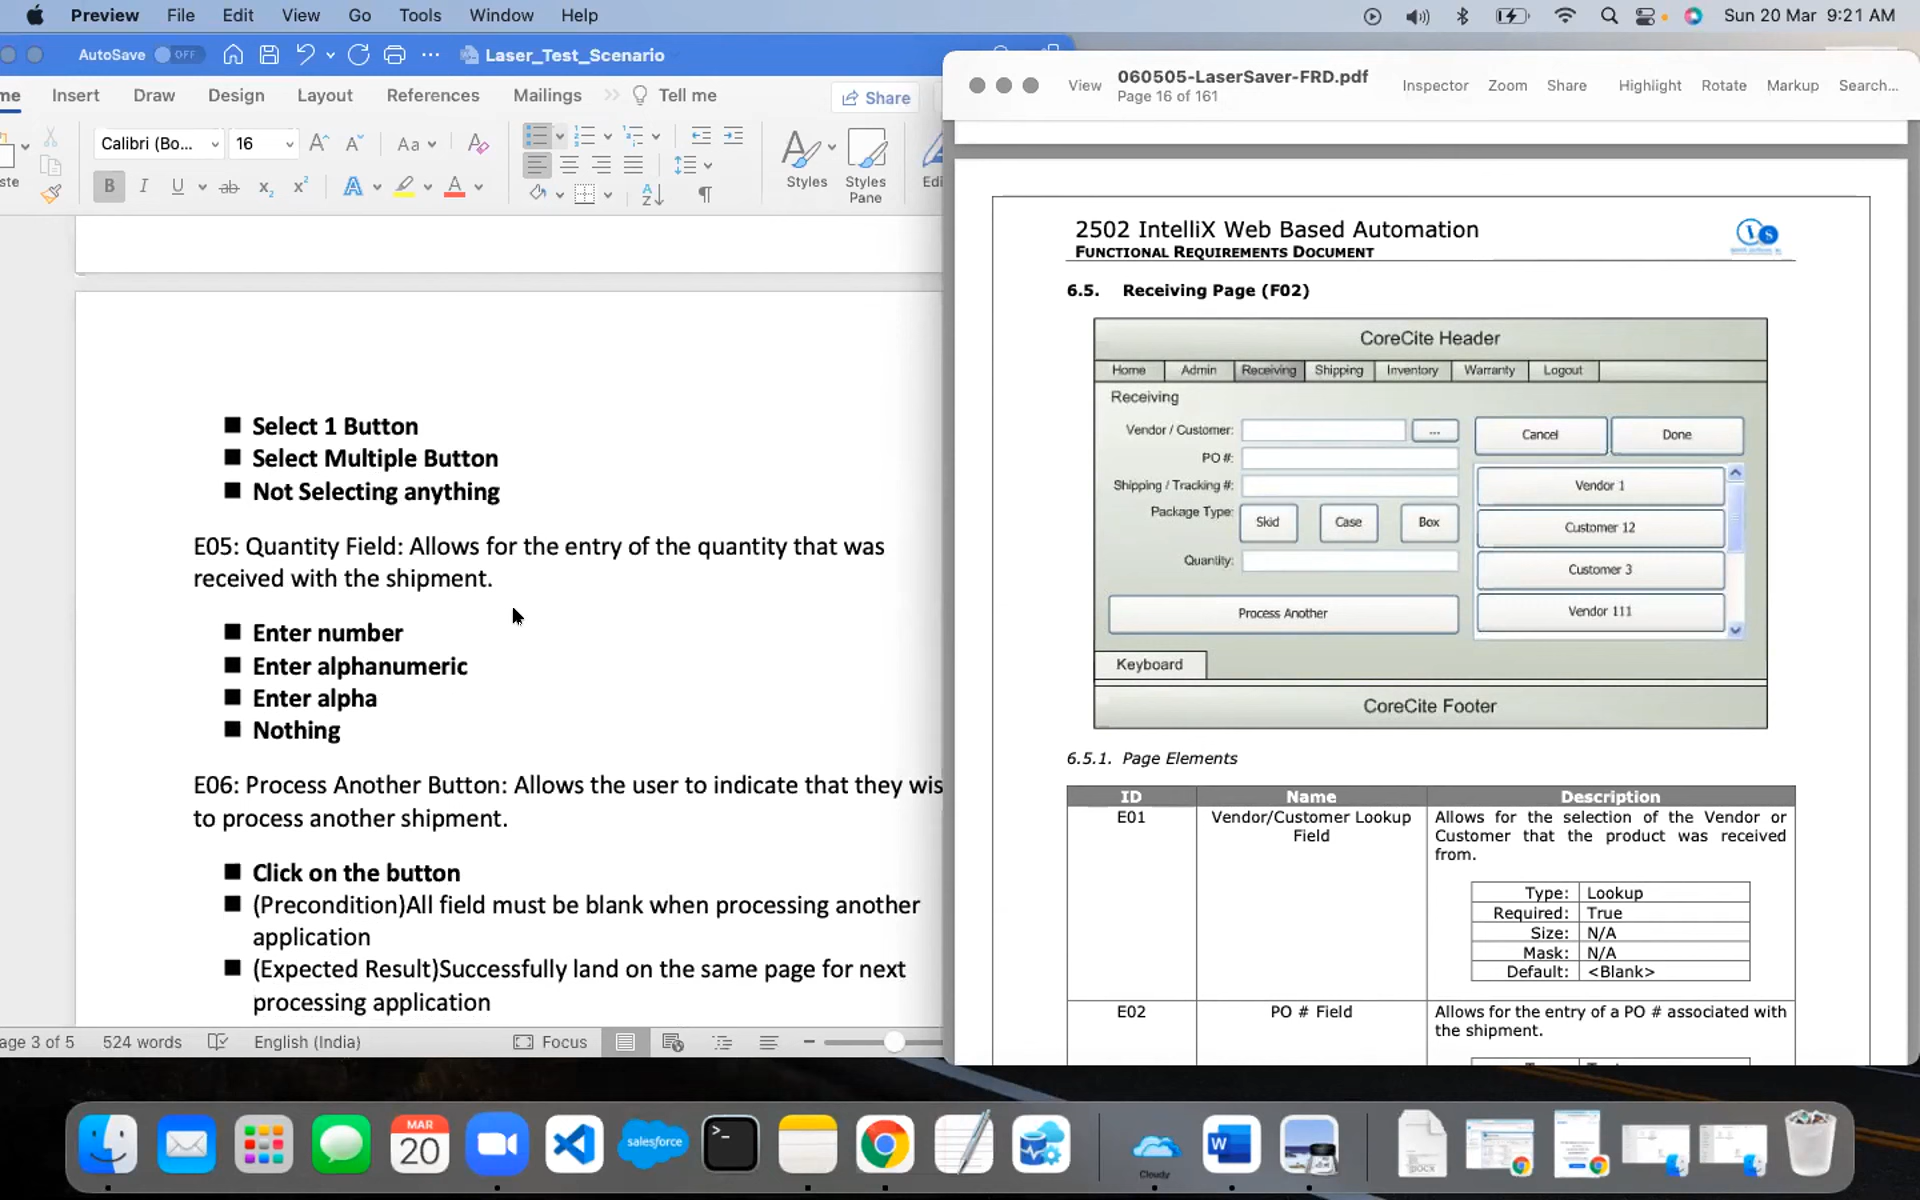 Preview File Edit View Go Tools Window Help
Sun 20 Mar 9:21 AM
AutoSave OFF
Laser_Test_Scenario
me Insert Draw Design Layout References Mailings Tell me Share
Calibri (Bo... 16
Aa
B I U ab x₂ x² A A
Styles
Styles Pane
Edi
ste
Select 1 Button
Select Multiple Button
Not Selecting anything
E05: Quantity Field: Allows for the entry of the quantity that was
received with the shipment.
Enter number
Enter alphanumeric
Enter alpha
Nothing
E06: Process Another Button: Allows the user to indicate that they wis
to process another shipment.
Click on the button
(Precondition)All field must be blank when processing another
application
(Expected Result)Successfully land on the same page for next
processing application
age 3 of 5 524 words English (India) Focus
View
060505-LaserSaver-FRD.pdf
Page 16 of 161
Inspector Zoom Share Highlight Rotate Markup Search...
2502 IntelliX Web Based Automation
FUNCTIONAL REQUIREMENTS DOCUMENT
6.5. Receiving Page (F02)
CoreCite Header
Home Admin Receiving Shipping Inventory Warranty Logout
Receiving
Vendor / Customer: ...
PO #:
Shipping / Tracking #:
Package Type: Skid Case Box
Quantity:
Process Another
Cancel Done
Vendor 1
Customer 12
Customer 3
Vendor 111
Keyboard
CoreCite Footer
6.5.1. Page Elements
ID Name Description
E01 Vendor/Customer Lookup Field
Allows for the selection of the Vendor or
Customer that the product was received
from.
Type: Lookup
Required: True
Size: N/A
Mask: N/A
Default: <Blank>
E02 PO # Field
Allows for the entry of a PO # associated with
the shipment.
MAR
20
salesforce
Cloudy
W
DOCX